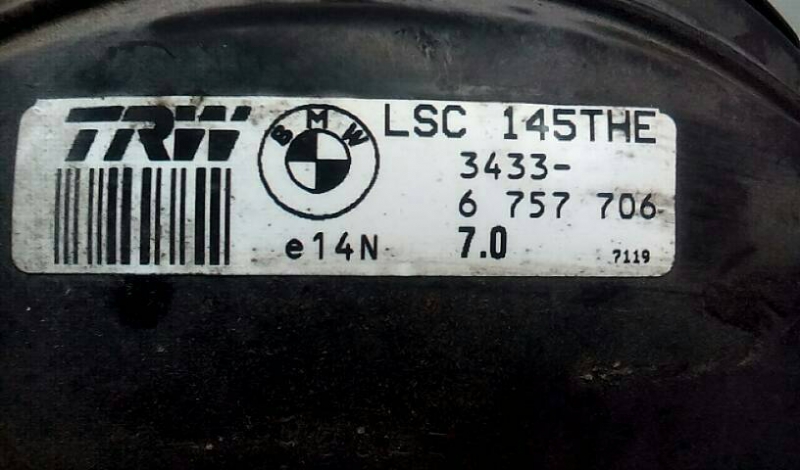 TRW BMW LSC 145THE
3433-
6 757 706
e14N 7.0 7119